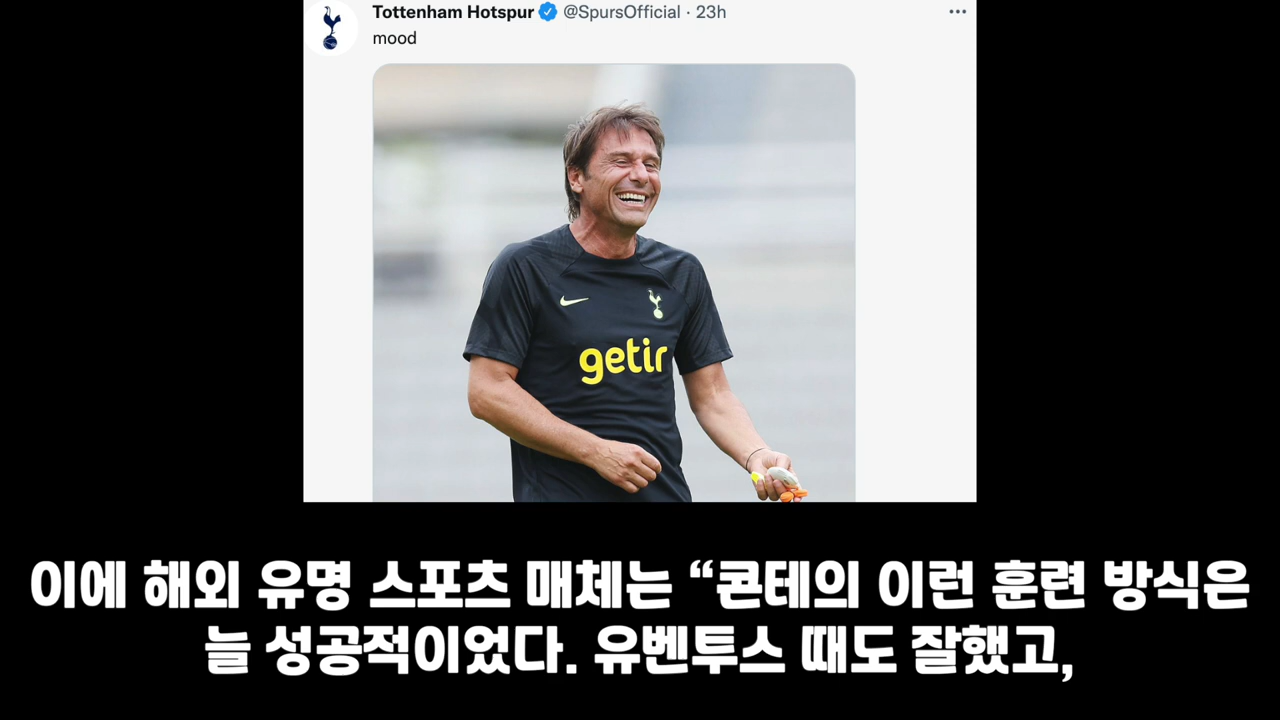 Tottenham Hotspur @SpursOfficial · 23h
mood
getir
이에 해외 유명 스포츠 매체는 “콘테의 이런 훈련 방식은
늘 성공적이었다. 유벤투스 때도 잘했고,